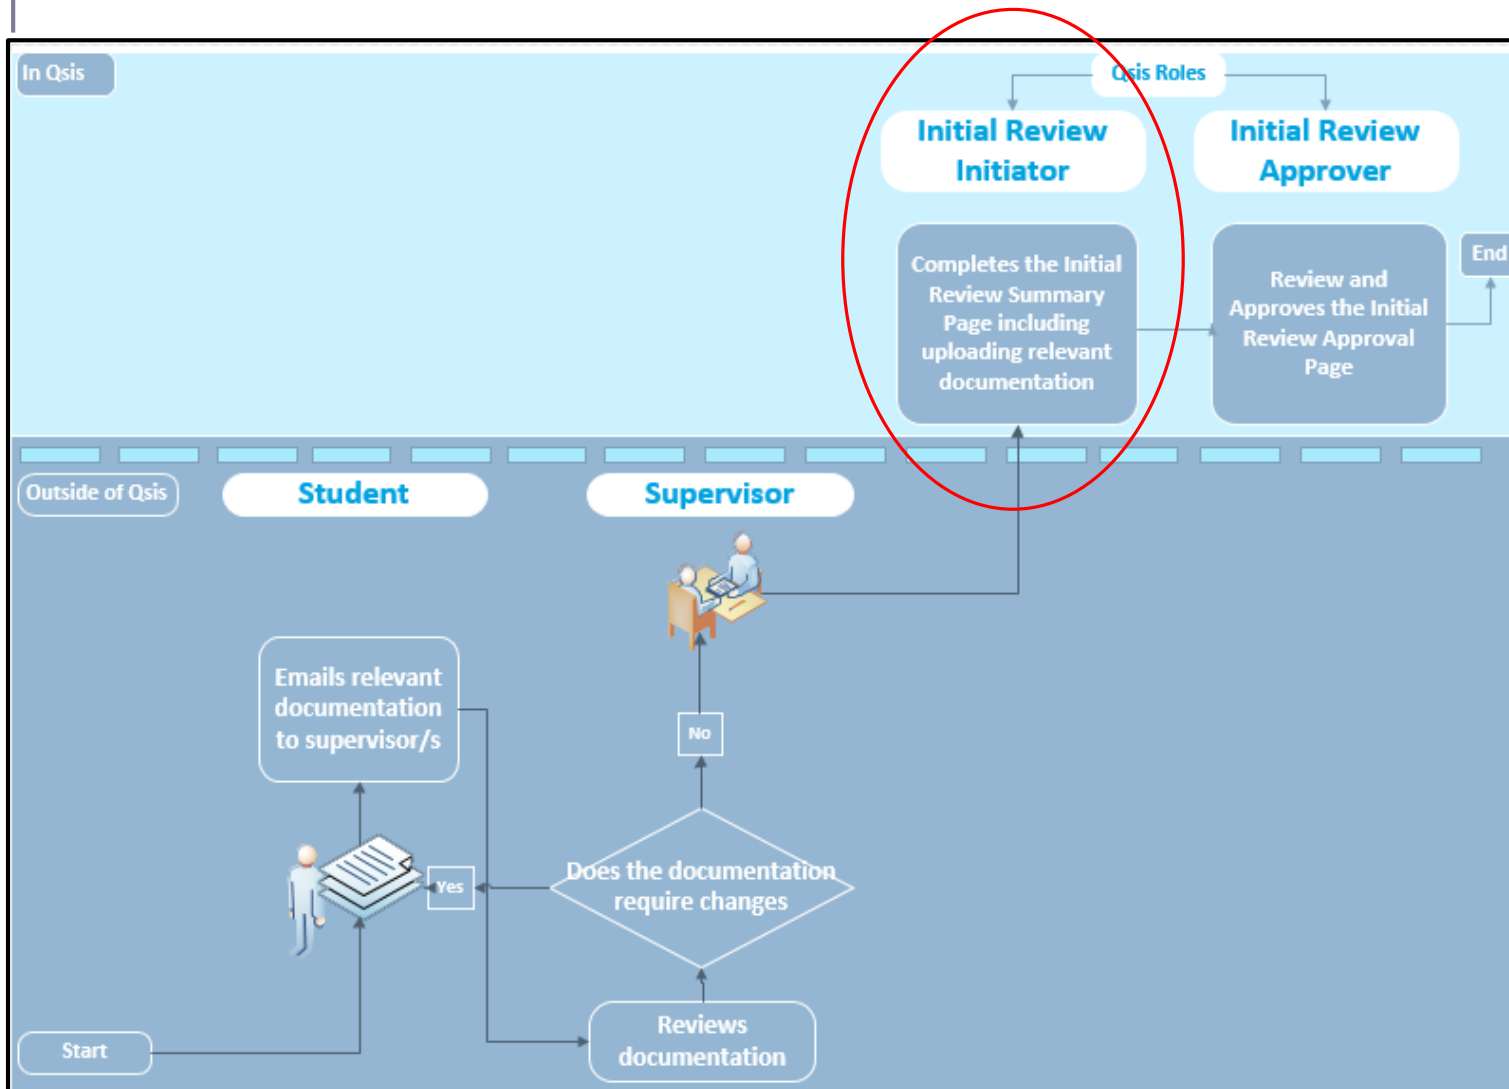 In Qsis
Qsis Roles
Initial Review
Initiator
Initial Review
Approver
Completes the Initial
Review Summary
Page including
uploading relevant
documentation
Review and
Approves the Initial
Review Approval
Page
End
Outside of Qsis
Student
Supervisor
Emails relevant
documentation
to supervisor/s
No
Does the documentation
require changes
Yes
Reviews
documentation
Start